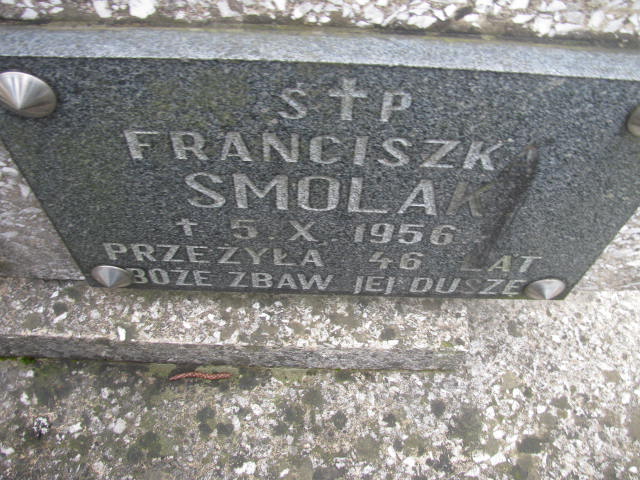 Ś † P
FRANCISZKA
SMOLAK
† 5. X. 1956
PRZEŻYŁA 46 LAT
BOŻE ZBAW JEJ DUSZĘ